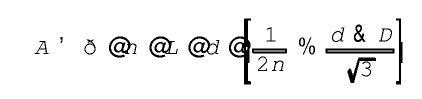 A ’ ð @n @L @d @[ 1/2n % d & D/√3 ]